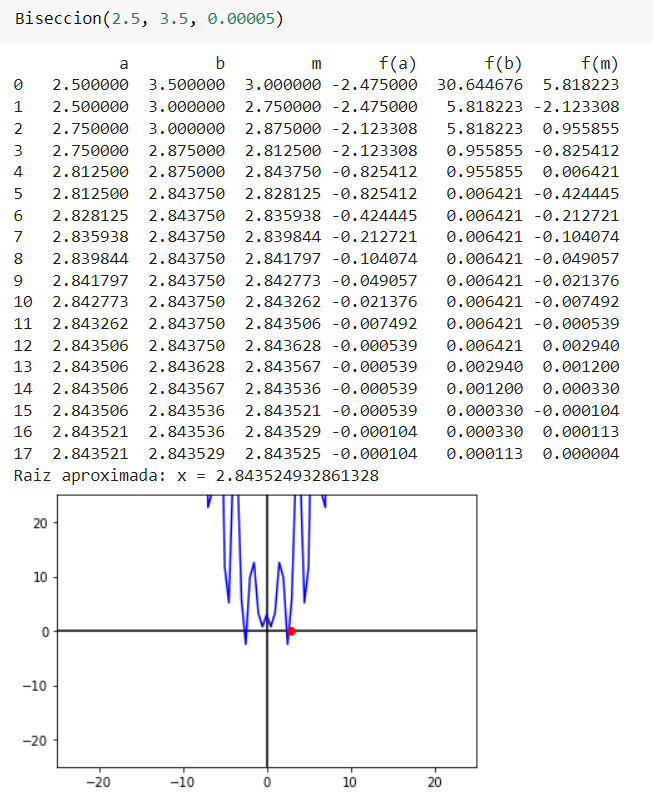 Biseccion(2.5, 3.5, 0.00005)
a b m f(a) f(b) f(m)
0 2.500000 3.500000 3.000000 -2.475000 30.644676 5.818223
1 2.500000 3.000000 2.750000 -2.475000 5.818223 -2.123308
2 2.750000 3.000000 2.875000 -2.123308 5.818223 0.955855
3 2.750000 2.875000 2.812500 -2.123308 0.955855 -0.825412
4 2.812500 2.875000 2.843750 -0.825412 0.955855 0.006421
5 2.812500 2.843750 2.828125 -0.825412 0.006421 -0.424445
6 2.828125 2.843750 2.835938 -0.424445 0.006421 -0.212721
7 2.835938 2.843750 2.839844 -0.212721 0.006421 -0.104074
8 2.839844 2.843750 2.841797 -0.104074 0.006421 -0.049057
9 2.841797 2.843750 2.842773 -0.049057 0.006421 -0.021376
10 2.842773 2.843750 2.843262 -0.021376 0.006421 -0.007492
11 2.843262 2.843750 2.843506 -0.007492 0.006421 -0.000539
12 2.843506 2.843750 2.843628 -0.000539 0.006421 0.002940
13 2.843506 2.843628 2.843567 -0.000539 0.002940 0.001200
14 2.843506 2.843567 2.843536 -0.000539 0.001200 0.000330
15 2.843506 2.843536 2.843521 -0.000539 0.000330 -0.000104
16 2.843521 2.843536 2.843529 -0.000104 0.000330 0.000113
17 2.843521 2.843529 2.843525 -0.000104 0.000113 0.000004
Raiz aproximada: x = 2.843524932861328
20
10
0
−10
−20
−20 −10 0 10 20